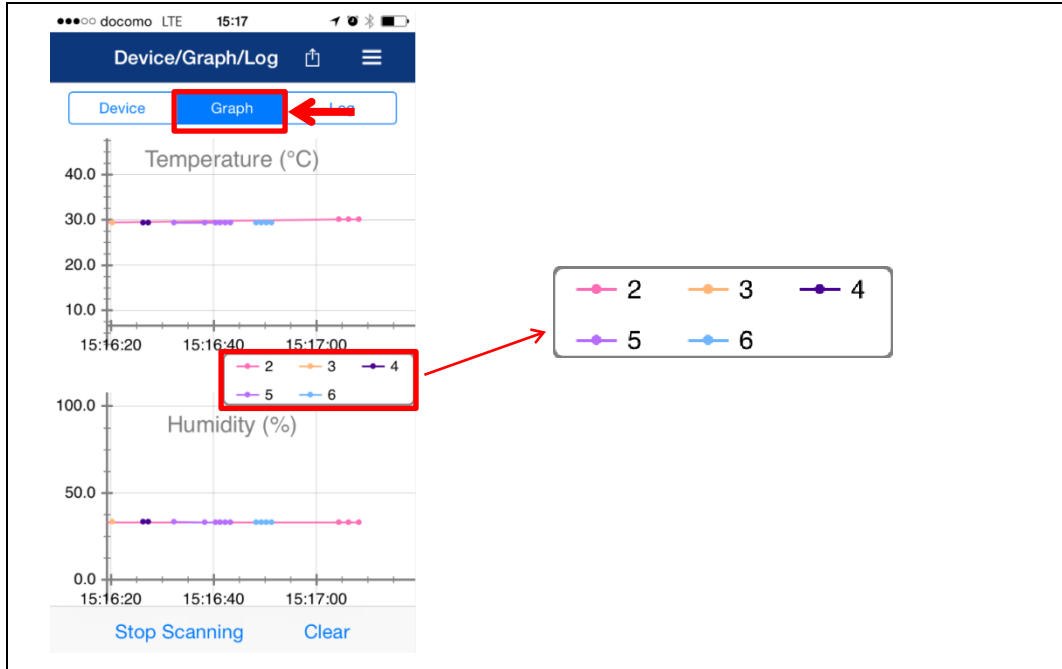 docomo LTE 15:17
Device/Graph/Log
Device Graph Log
Temperature (°C)
40.0
30.0
20.0
10.0
15:16:20 15:16:40 15:17:00
2 3 4
5 6
2 3 4
5 6
100.0
Humidity (%)
50.0
0.0
15:16:20 15:16:40 15:17:00
Stop Scanning Clear